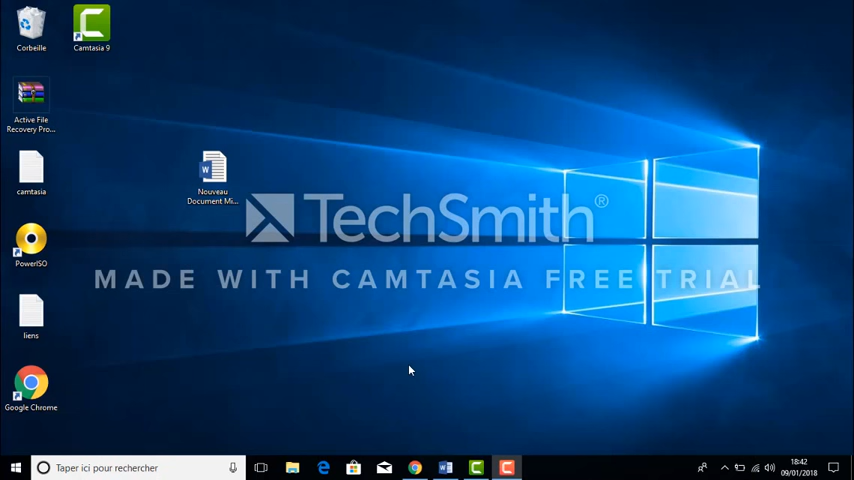 Corbeille
Camtasia 9
Active File
Recovery Pro...
camtasia
Nouveau
Document Mi...
TechSmith®
MADE WITH CAMTASIA FREE TRIAL
PowerISO
liens
Google Chrome
Taper ici pour rechercher
18:42
09/01/2018